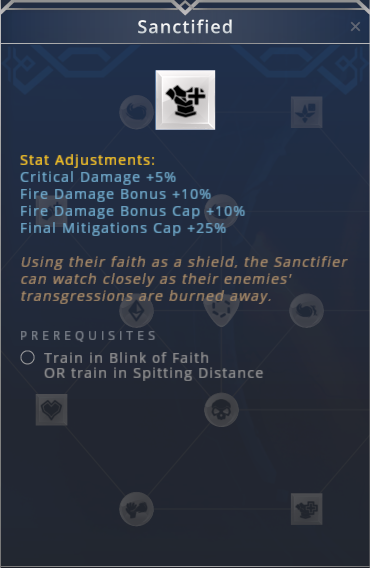 Sanctified
Stat Adjustments:
Critical Damage +5%
Fire Damage Bonus +10%
Fire Damage Bonus Cap +10%
Final Mitigations Cap +25%
Using their faith as a shield, the Sanctifier
can watch closely as their enemies'
transgressions are burned away.
PREREQUISITES
Train in Blink of Faith
OR train in Spitting Distance